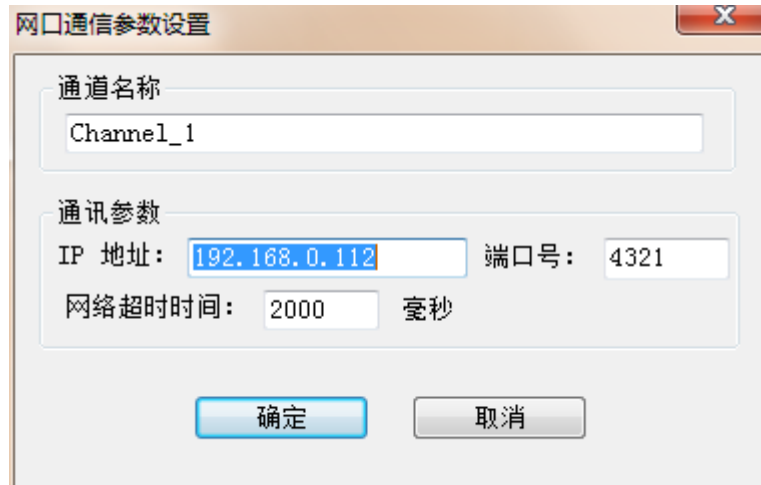 网口通信参数设置
通道名称
Channel_1
通讯参数
IP 地址： 192.168.0.112 端口号： 4321
网络超时时间： 2000 毫秒
确定 取消